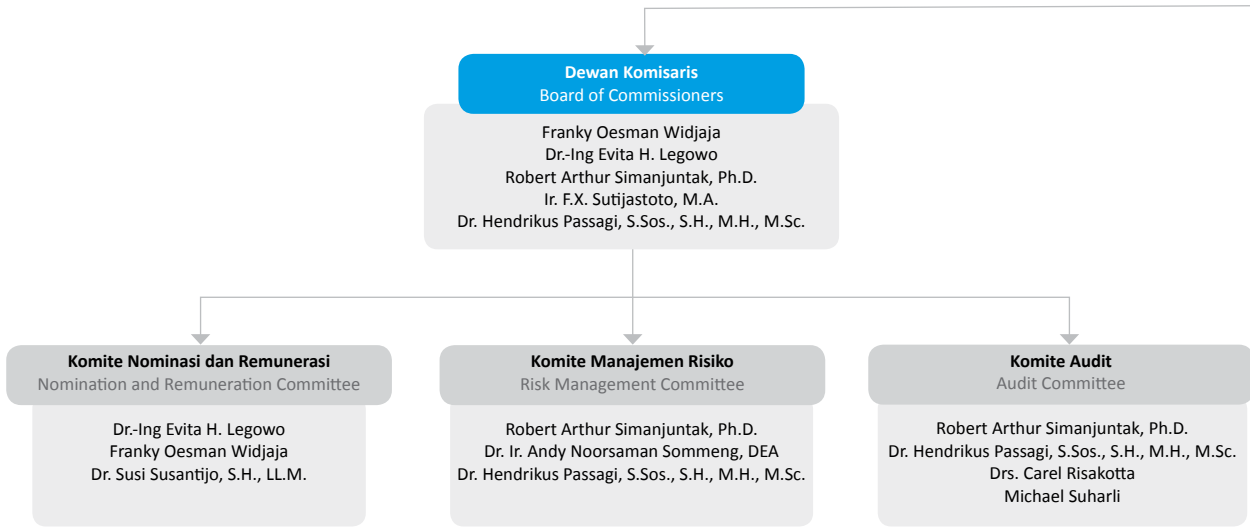 Dewan Komisaris
Board of Commissioners
Franky Oesman Widjaja
Dr.-Ing Evita H. Legowo
Robert Arthur Simanjuntak, Ph.D.
Ir. F.X. Sutijastoto, M.A.
Dr. Hendrikus Passagi, S.Sos., S.H., M.H., M.Sc.
Komite Nominasi dan Remunerasi
Nomination and Remuneration Committee
Dr.-Ing Evita H. Legowo
Franky Oesman Widjaja
Dr. Susi Susantijo, S.H., LL.M.
Komite Manajemen Risiko
Risk Management Committee
Robert Arthur Simanjuntak, Ph.D.
Dr. Ir. Andy Noorsaman Sommeng, DEA
Dr. Hendrikus Passagi, S.Sos., S.H., M.H., M.Sc.
Komite Audit
Audit Committee
Robert Arthur Simanjuntak, Ph.D.
Dr. Hendrikus Passagi, S.Sos., S.H., M.H., M.Sc.
Drs. Carel Risakotta
Michael Suharli